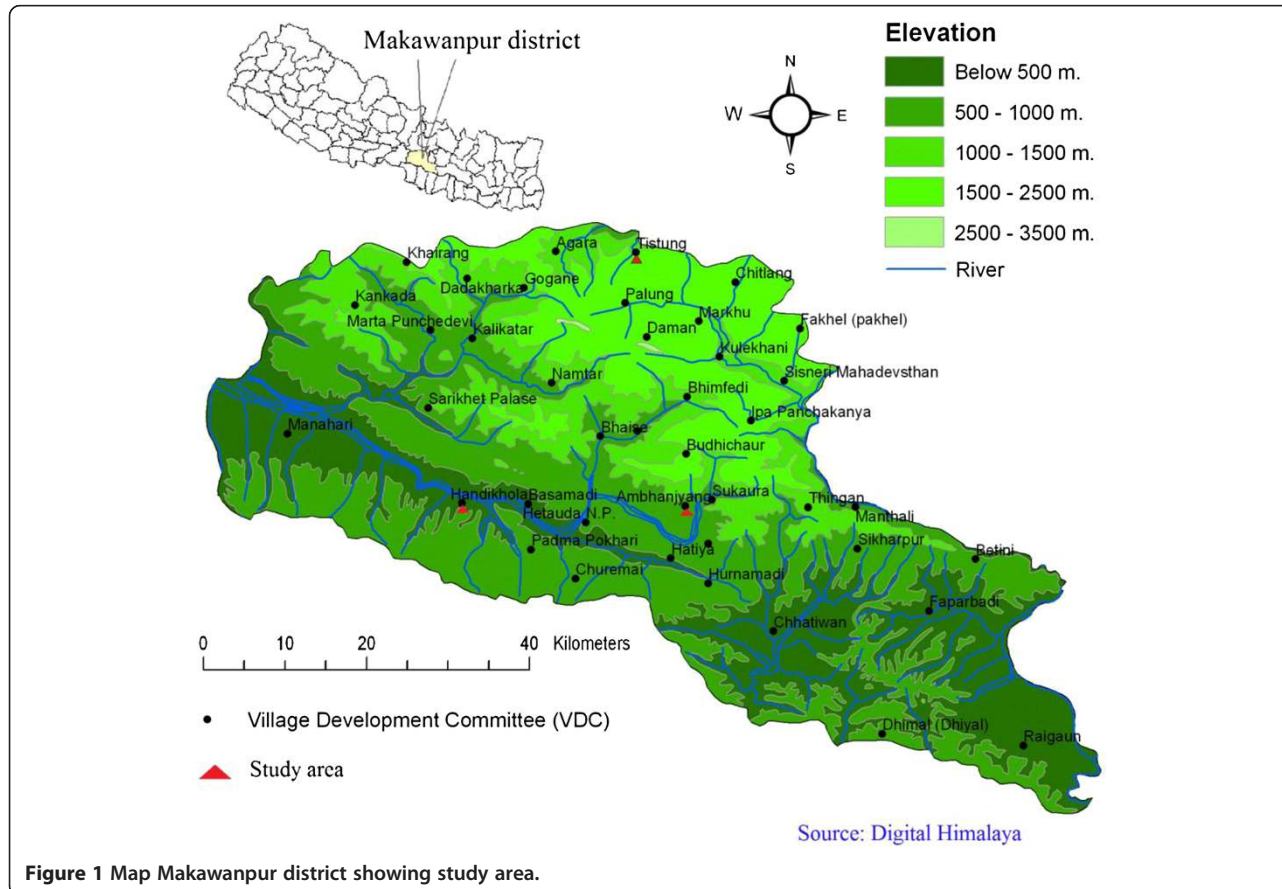 Makawanpur district
Elevation
Below 500 m.
500 - 1000 m.
1000 - 1500 m.
1500 - 2500 m.
2500 - 3500 m.
River
N
W E
S
Khairang
Agara
Tistung
Dadakharka
Gogane
Chitlang
Kankada
Palung
Markhu
Fakhel (pakhel)
Marta Punchedevi
Kalikatar
Daman
Kulekhani
Namtar
Sisneri Mahadevsthan
Sarikhet Palase
Bhimfedi
Ipa Panchakanya
Manahari
Bhaise
Budhichaur
Handikhola
Basamadi
Ambhanjyang
Sukaura
Thingan
Hetauda N.P.
Manthali
Padma Pokhari
Hatiya
Sikharpur
Betini
Churemai
Hurnamadi
Faparbadi
Chhatiwan
Dhimal (Dhiyal)
Raigaun
0 10 20 40 Kilometers
Village Development Committee (VDC)
Study area
Source: Digital Himalaya
Figure 1 Map Makawanpur district showing study area.